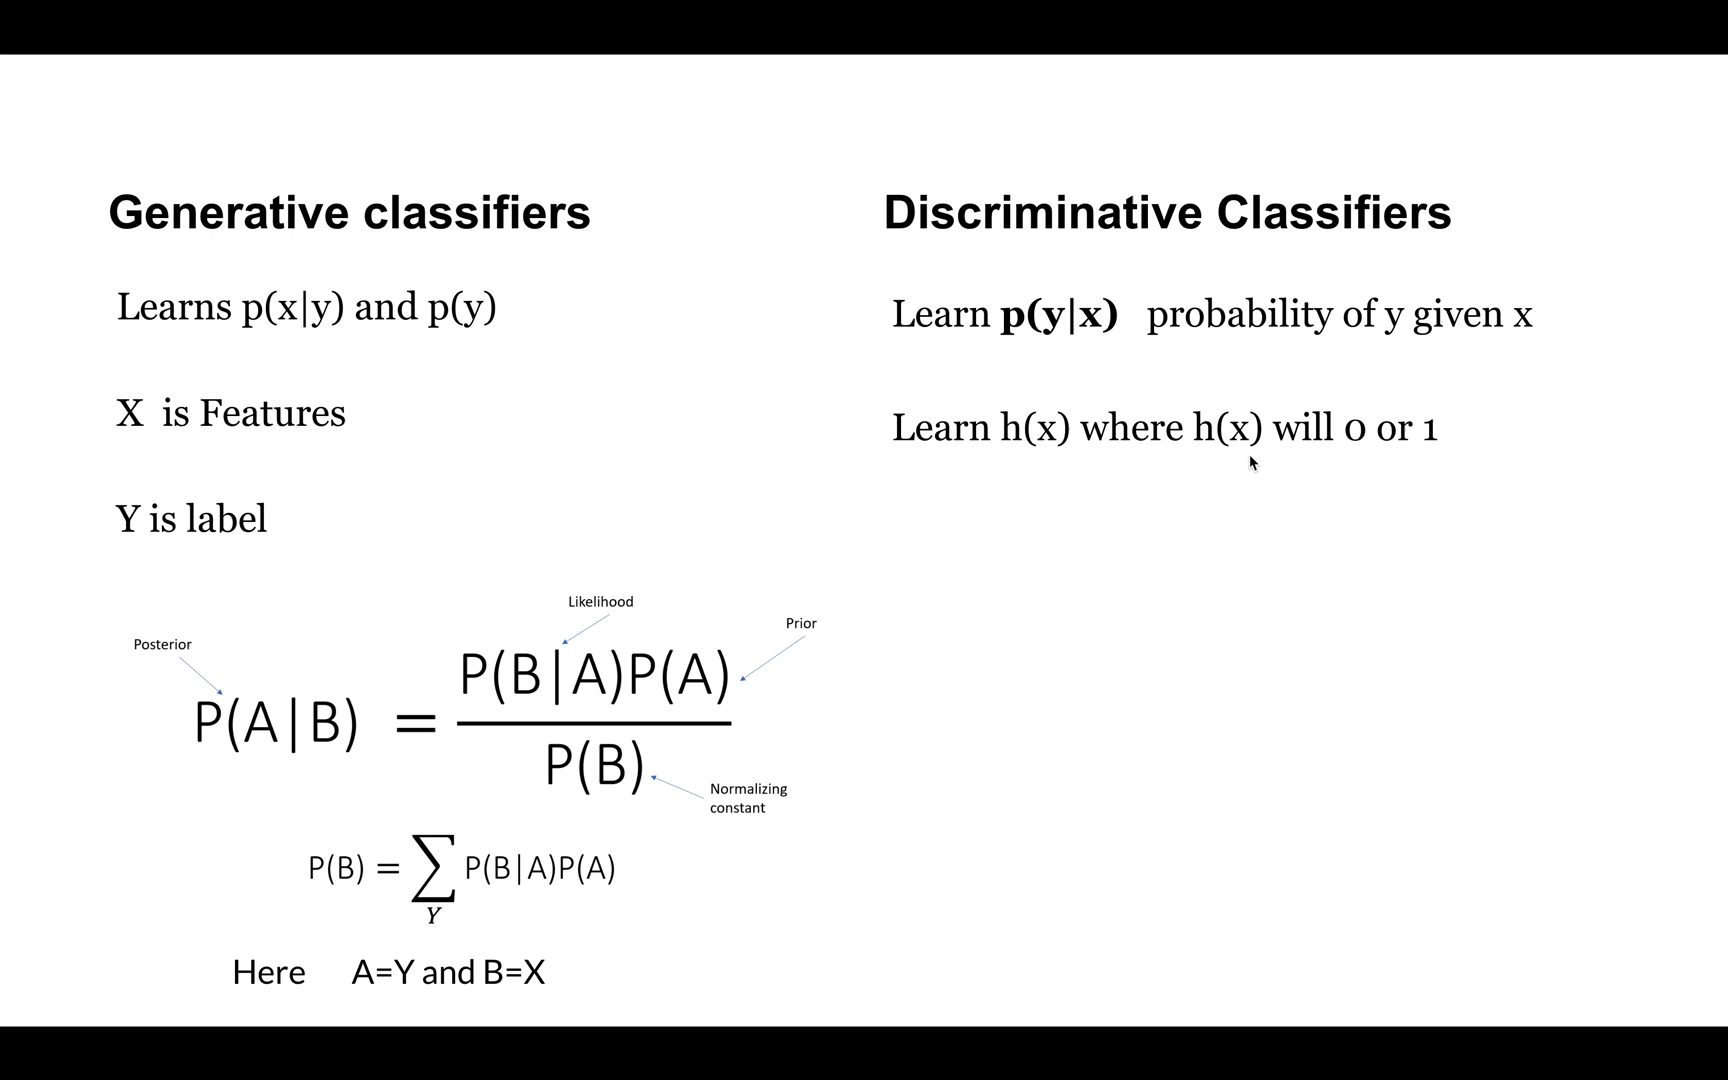 Generative classifiers
Learns p(x|y) and p(y)
X is Features
Y is label
Likelihood
Prior
Posterior
P(A|B) = P(B|A)P(A)
P(B)
Normalizing
constant
P(B) = ∑ P(B|A)P(A)
Y
Here A=Y and B=X
Discriminative Classifiers
Learn p(y|x) probability of y given x
Learn h(x) where h(x) will 0 or 1